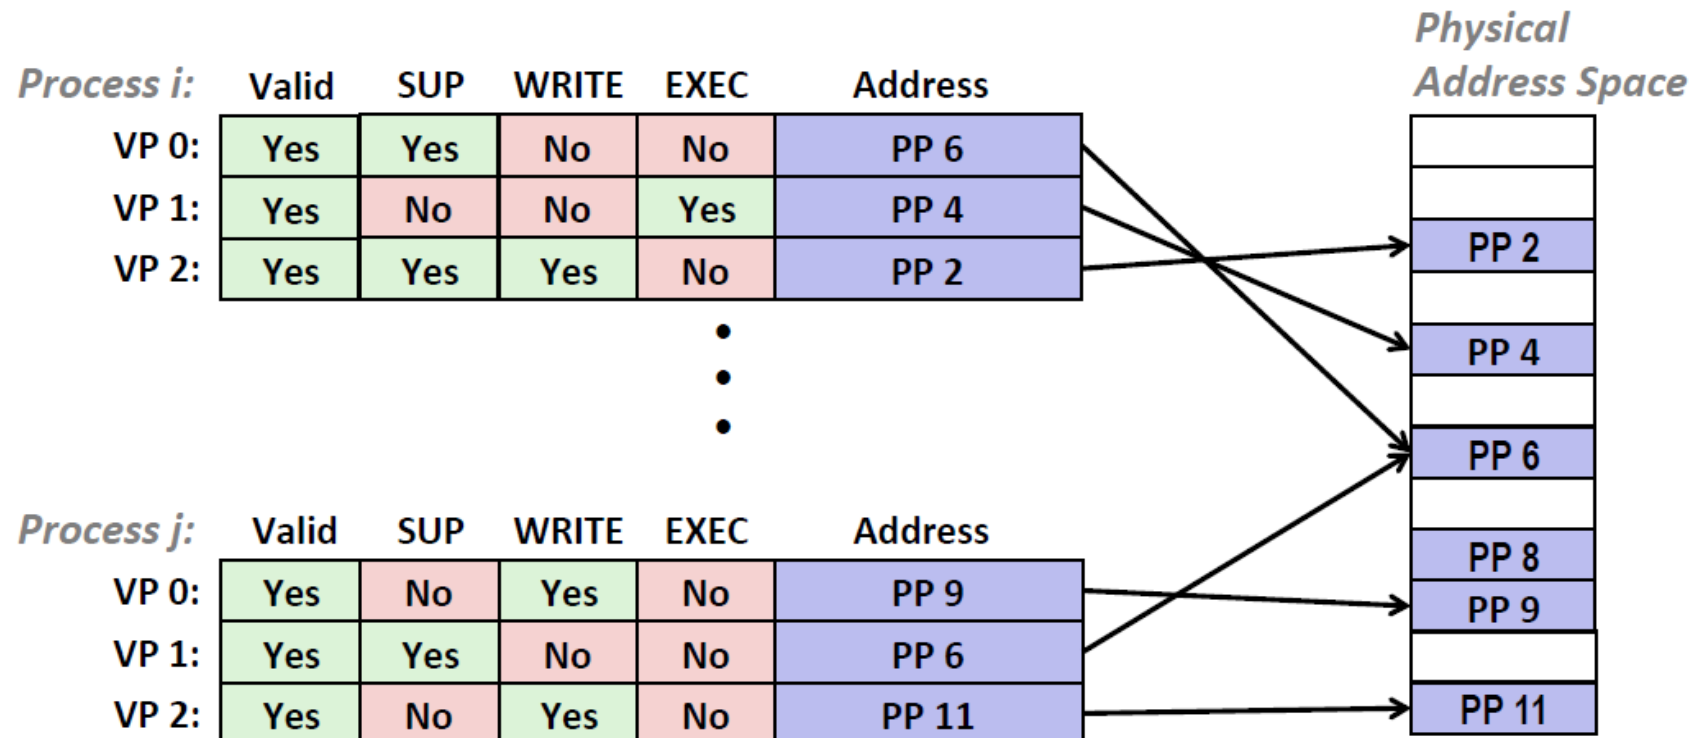 Physical
Address Space
Process i: Valid SUP WRITE EXEC Address
VP 0: Yes Yes No No PP 6
VP 1: Yes No No Yes PP 4
VP 2: Yes Yes Yes No PP 2
Process j: Valid SUP WRITE EXEC Address
VP 0: Yes No Yes No PP 9
VP 1: Yes Yes No No PP 6
VP 2: Yes No Yes No PP 11
PP 2
PP 4
PP 6
PP 8
PP 9
PP 11